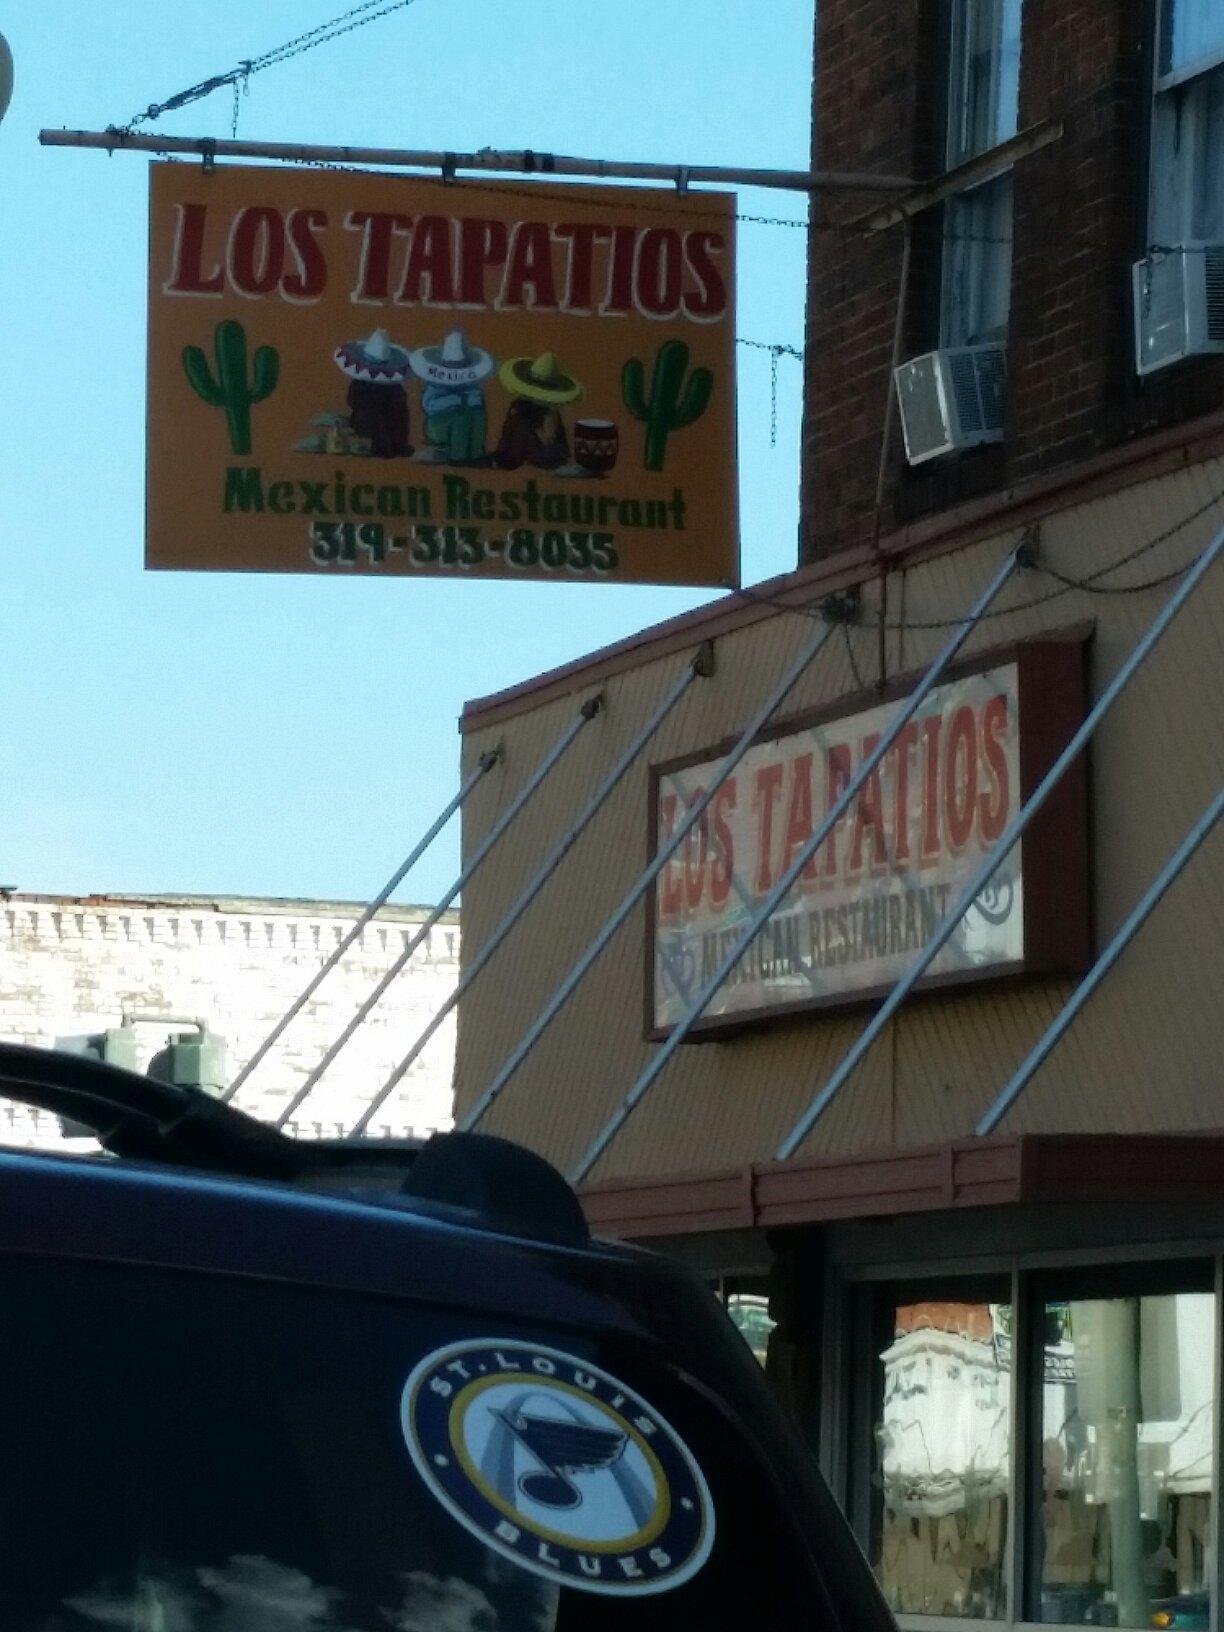 LOS TAPATIOS
Mexico
Mexican Restaurant
319-313-8035
LOS TAPATIOS
MEXICAN RESTAURANT
ST. LOUIS
BLUES